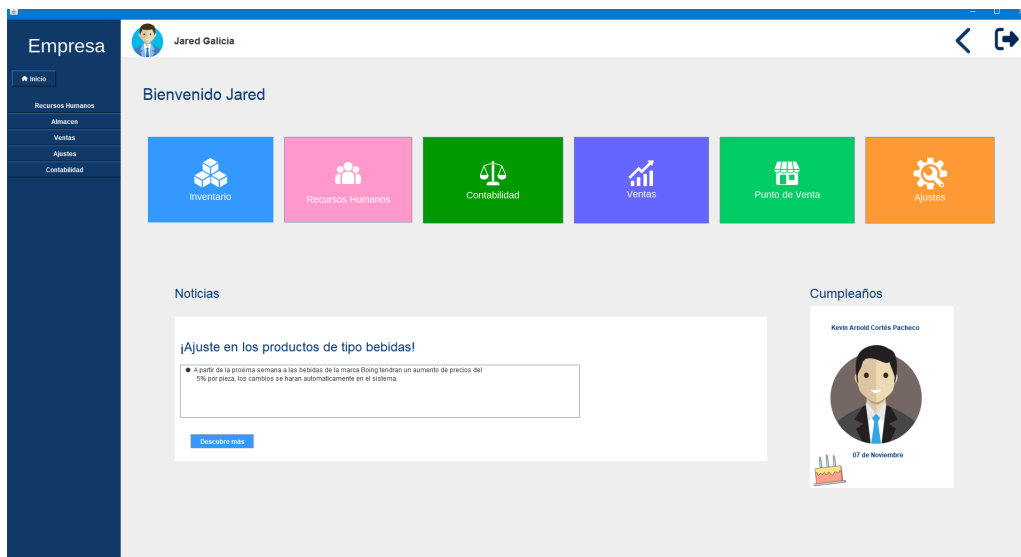 Empresa
Jared Galicia
Inicio
Recursos Humanos
Almacen
Ventas
Ajustes
Contabilidad
Bienvenido Jared
Inventario
Recursos Humanos
Contabilidad
Ventas
Punto de Venta
Ajustes
Noticias
¡Ajuste en los productos de tipo bebidas!
A partir de la proxima semana a las bebidas de la marca Boing tendran un aumento de precios del
5% por pieza, los cambios se haran automaticamente en el sistema.
Descubre más
Cumpleaños
Kevin Arnold Cortés Pacheco
07 de Noviembre